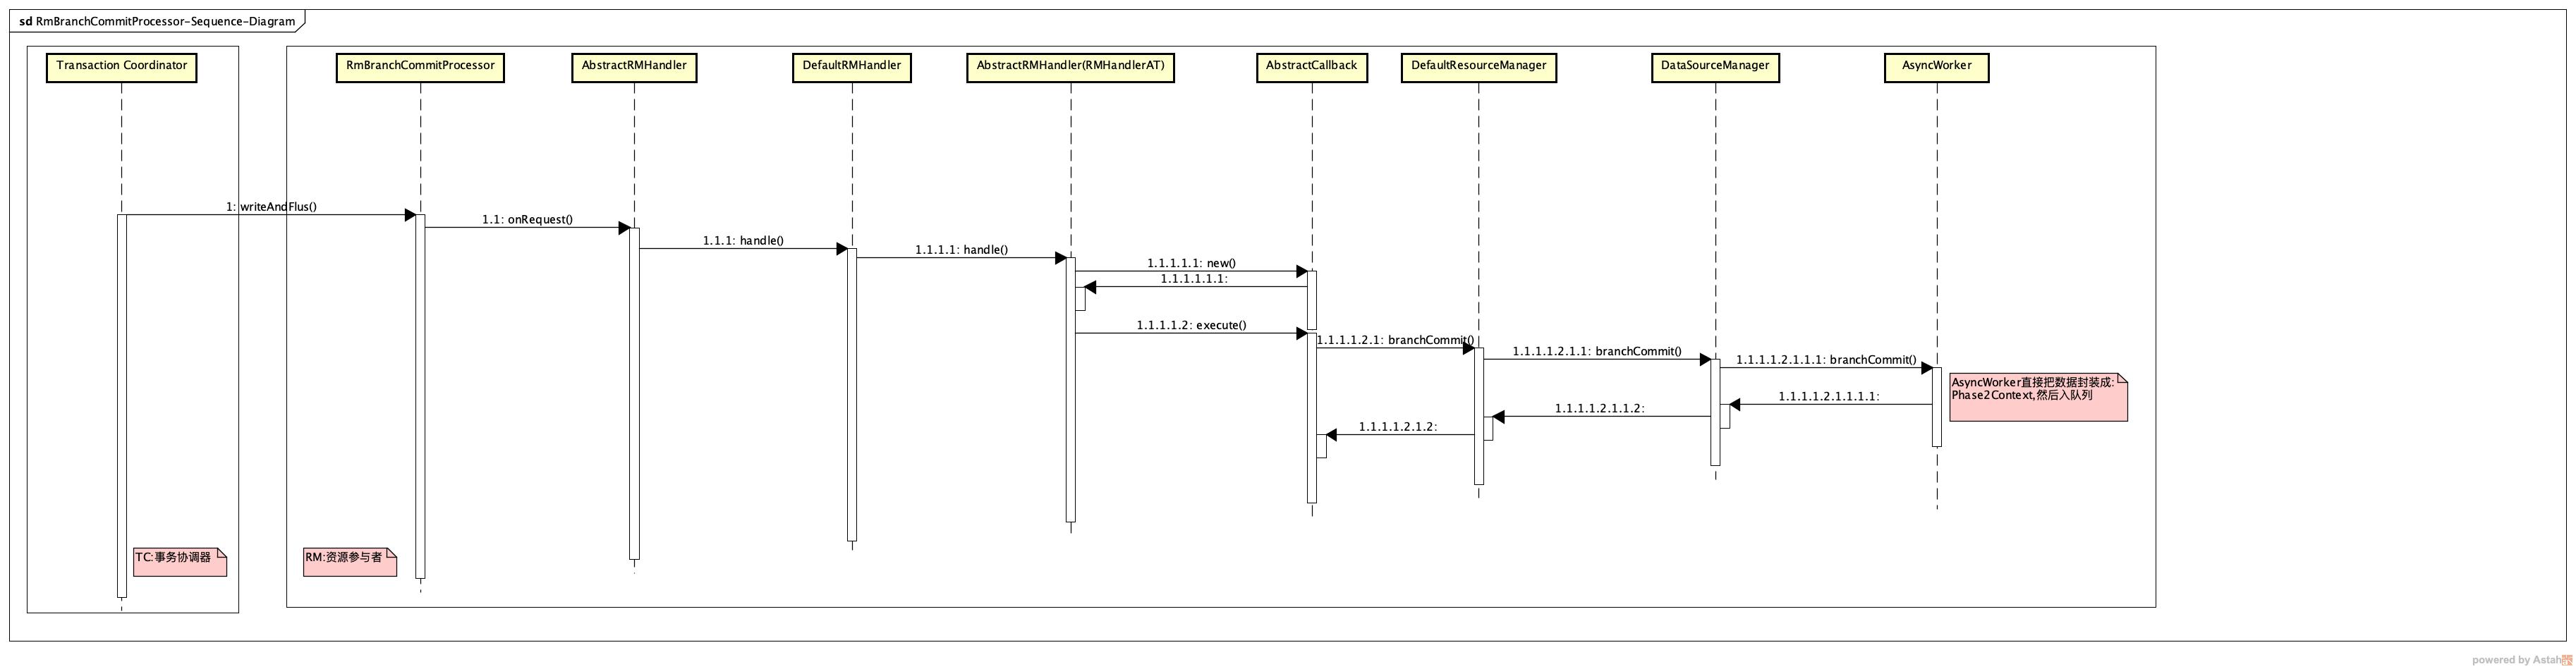 sd RmBranchCommitProcessor-Sequence-Diagram
Transaction Coordinator
RmBranchCommitProcessor
AbstractRMHandler
DefaultRMHandler
AbstractRMHandler(RMHandlerAT)
AbstractCallback
DefaultResourceManager
DataSourceManager
AsyncWorker
1: writeAndFlus()
1.1: onRequest()
1.1.1: handle()
1.1.1.1: handle()
1.1.1.1.1: new()
1.1.1.1.1.1:
1.1.1.1.2: execute()
1.1.1.1.2.1: branchCommit()
1.1.1.1.2.1.1: branchCommit()
1.1.1.1.2.1.1.1: branchCommit()
AsyncWorker直接把数据封装成:
Phase2Context,然后入队列
1.1.1.1.2.1.1.1.1:
1.1.1.1.2.1.1.2:
1.1.1.1.2.1.2:
TC:事务协调器
RM:资源参与者
powered by Astah